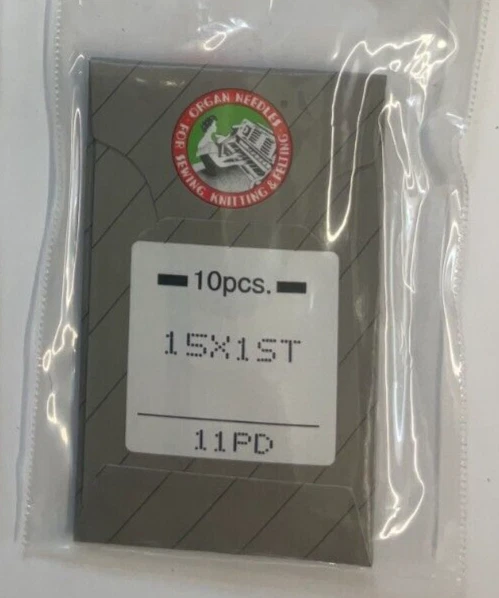 ORGAN NEEDLES
FOR SEWING KNITTING & FELTING
10pcs.
15X1ST
11PD